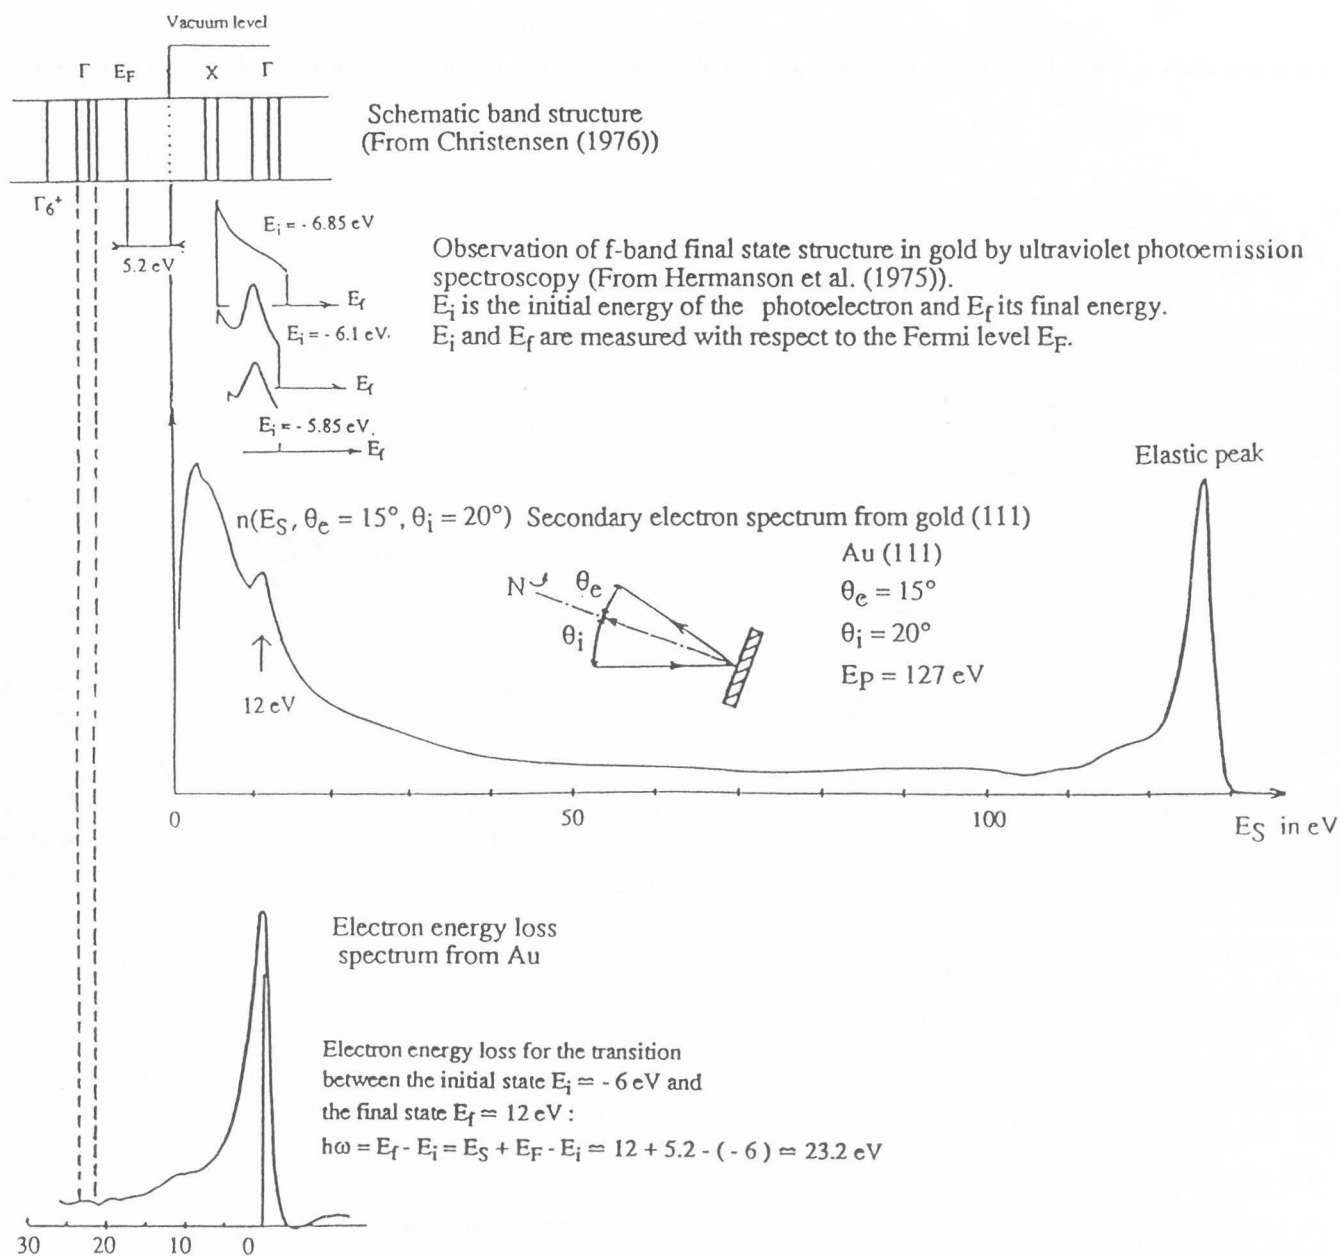 Vacuum level
Γ E_F X Γ
Schematic band structure
(From Christensen (1976))
Γ₆⁺
5.2 eV
E_i = - 6.85 eV
E_f
E_i = - 6.1 eV.
E_f
E_i = - 5.85 eV.
E_f
Observation of f-band final state structure in gold by ultraviolet photoemission
spectroscopy (From Hermanson et al. (1975)).
E_i is the initial energy of the photoelectron and E_f its final energy.
E_i and E_f are measured with respect to the Fermi level E_F.
Elastic peak
n(E_S, θ_e = 15°, θ_i = 20°) Secondary electron spectrum from gold (111)
Au (111)
θ_e = 15°
θ_i = 20°
E_P = 127 eV
N θ_e
θ_i
12 eV
0 50 100 E_S in eV
Electron energy loss
spectrum from Au
Electron energy loss for the transition
between the initial state E_i ≃ - 6 eV and
the final state E_f ≃ 12 eV :
hω = E_f - E_i = E_S + E_F - E_i ≃ 12 + 5.2 - ( - 6 ) ≃ 23.2 eV
30 20 10 0